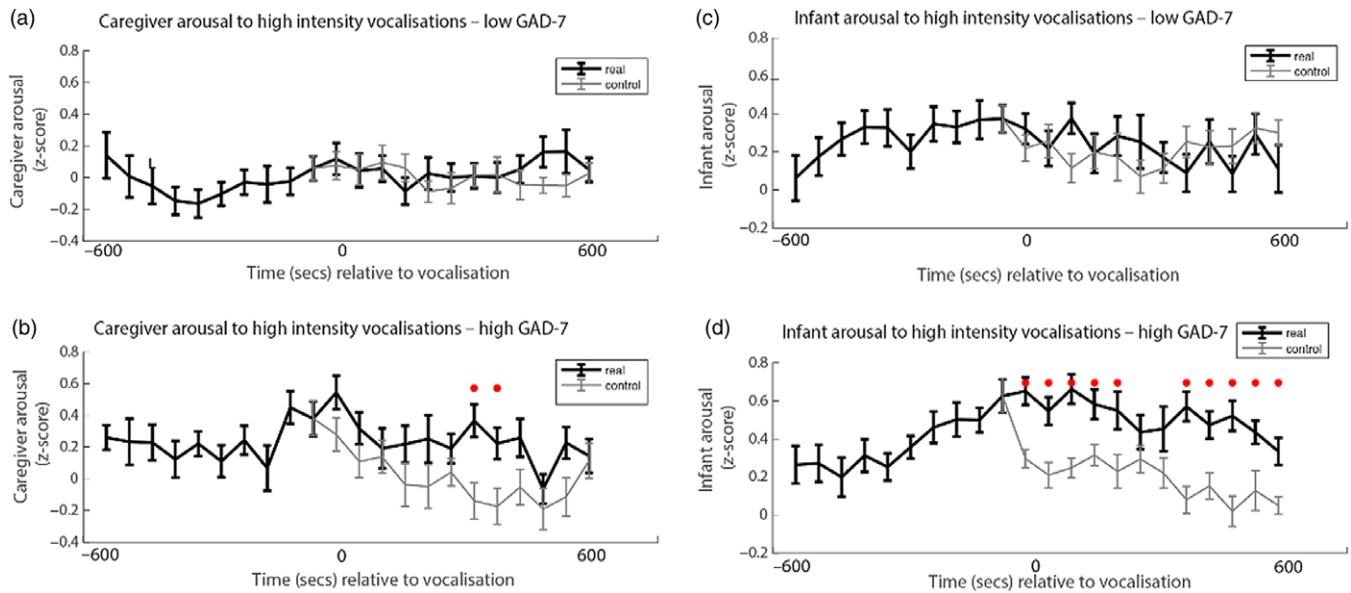 (a)
Caregiver arousal to high intensity vocalisations – low GAD-7
0.8
0.6
0.4
0.2
0
−0.2
−0.4
Caregiver arousal
(z-score)
real
control
−600
0
600
Time (secs) relative to vocalisation
(c)
Infant arousal to high intensity vocalisations – low GAD-7
0.8
0.6
0.4
0.2
0
−0.2
Infant arousal
(z-score)
real
control
−600
0
600
Time (secs) relative to vocalisation
(b)
Caregiver arousal to high intensity vocalisations – high GAD-7
0.8
0.6
0.4
0.2
0
−0.2
−0.4
Caregiver arousal
(z-score)
real
control
−600
0
600
Time (secs) relative to vocalisation
(d)
Infant arousal to high intensity vocalisations – high GAD-7
0.8
0.6
0.4
0.2
0
−0.2
Infant arousal
(z-score)
real
control
−600
0
600
Time (secs) relative to vocalisation